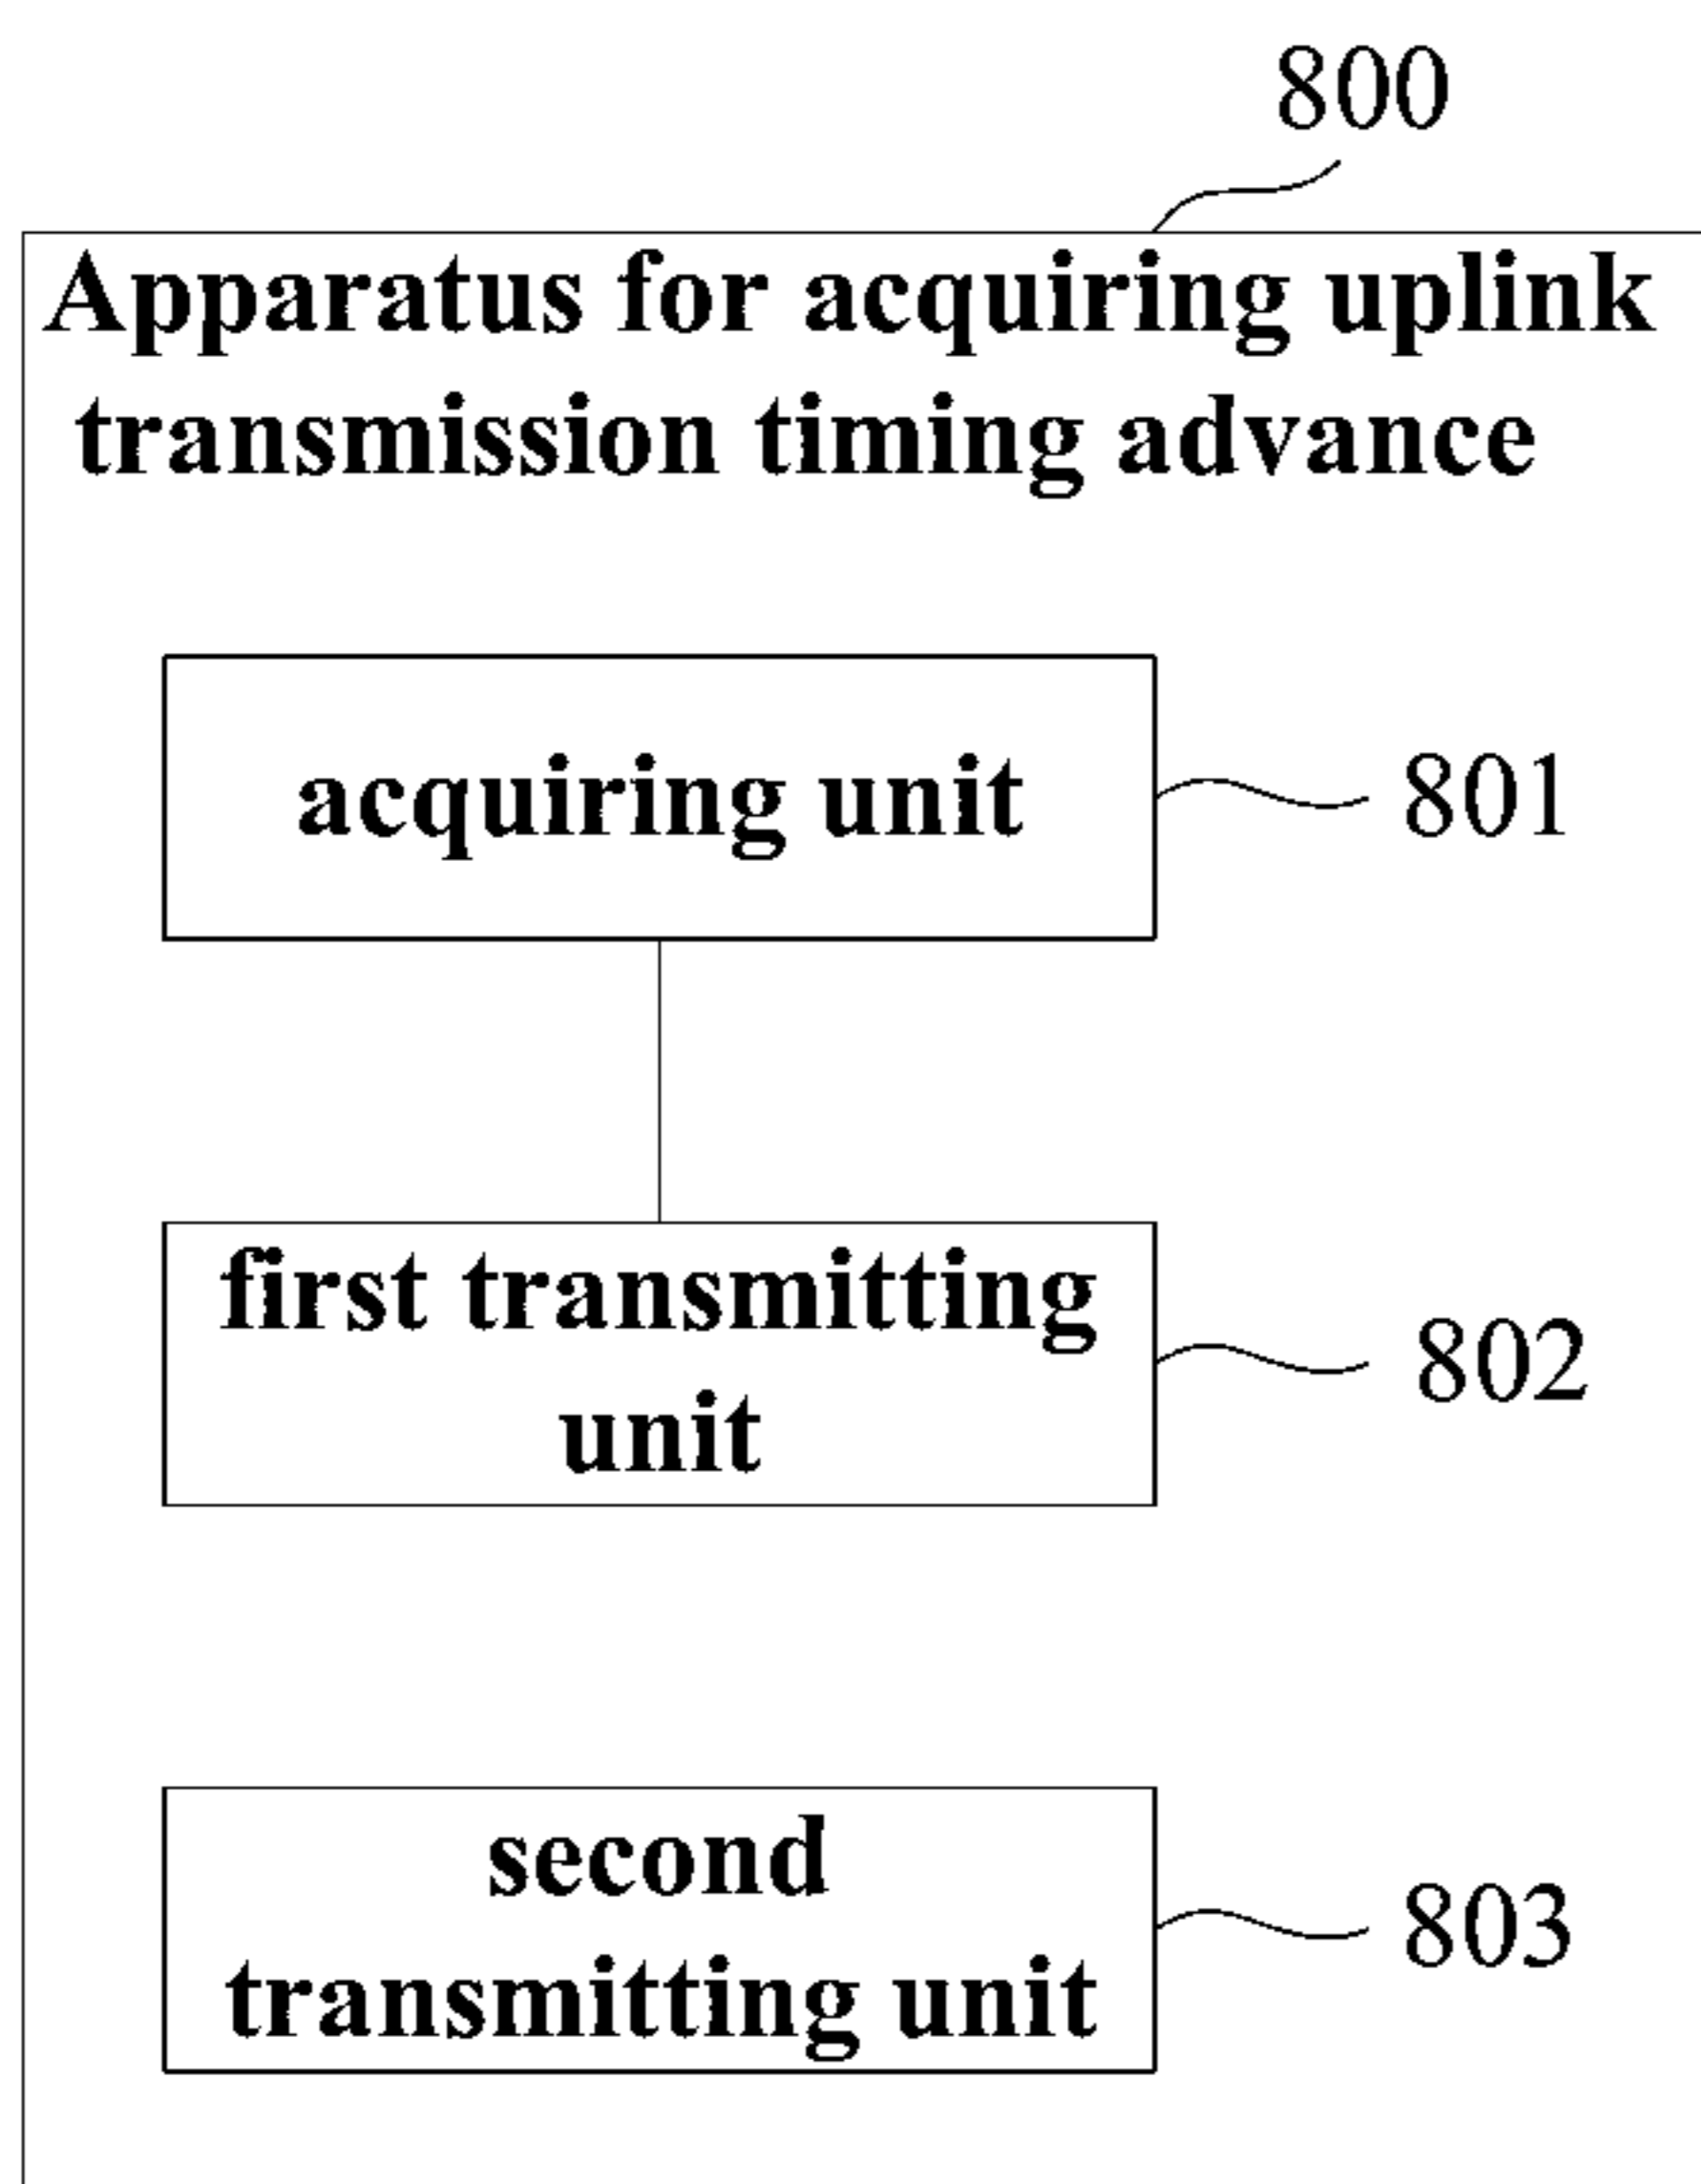 800
Apparatus for acquiring uplink
transmission timing advance
acquiring unit
801
first transmitting
unit
802
second
transmitting unit
803